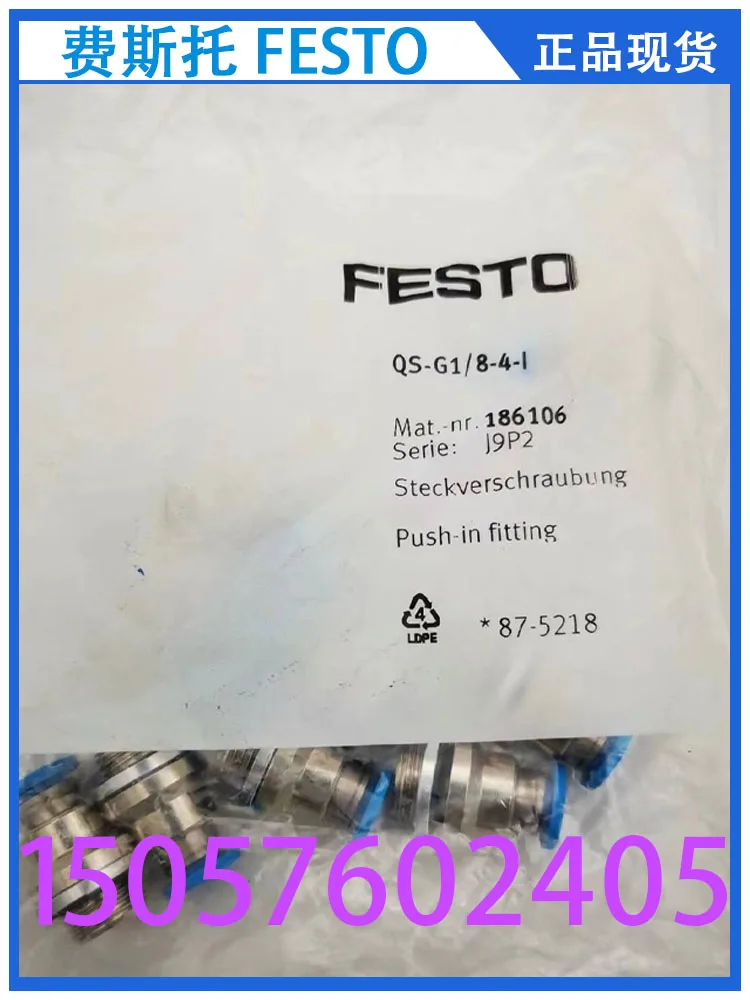 费斯托 FESTO
正品现货
FESTO
QS-G1/8-4-I
Mat.-nr. 186106
Serie: J9P2
Steckverschraubung
Push-in fitting
4
LDPE
* 87-5218
15057602405